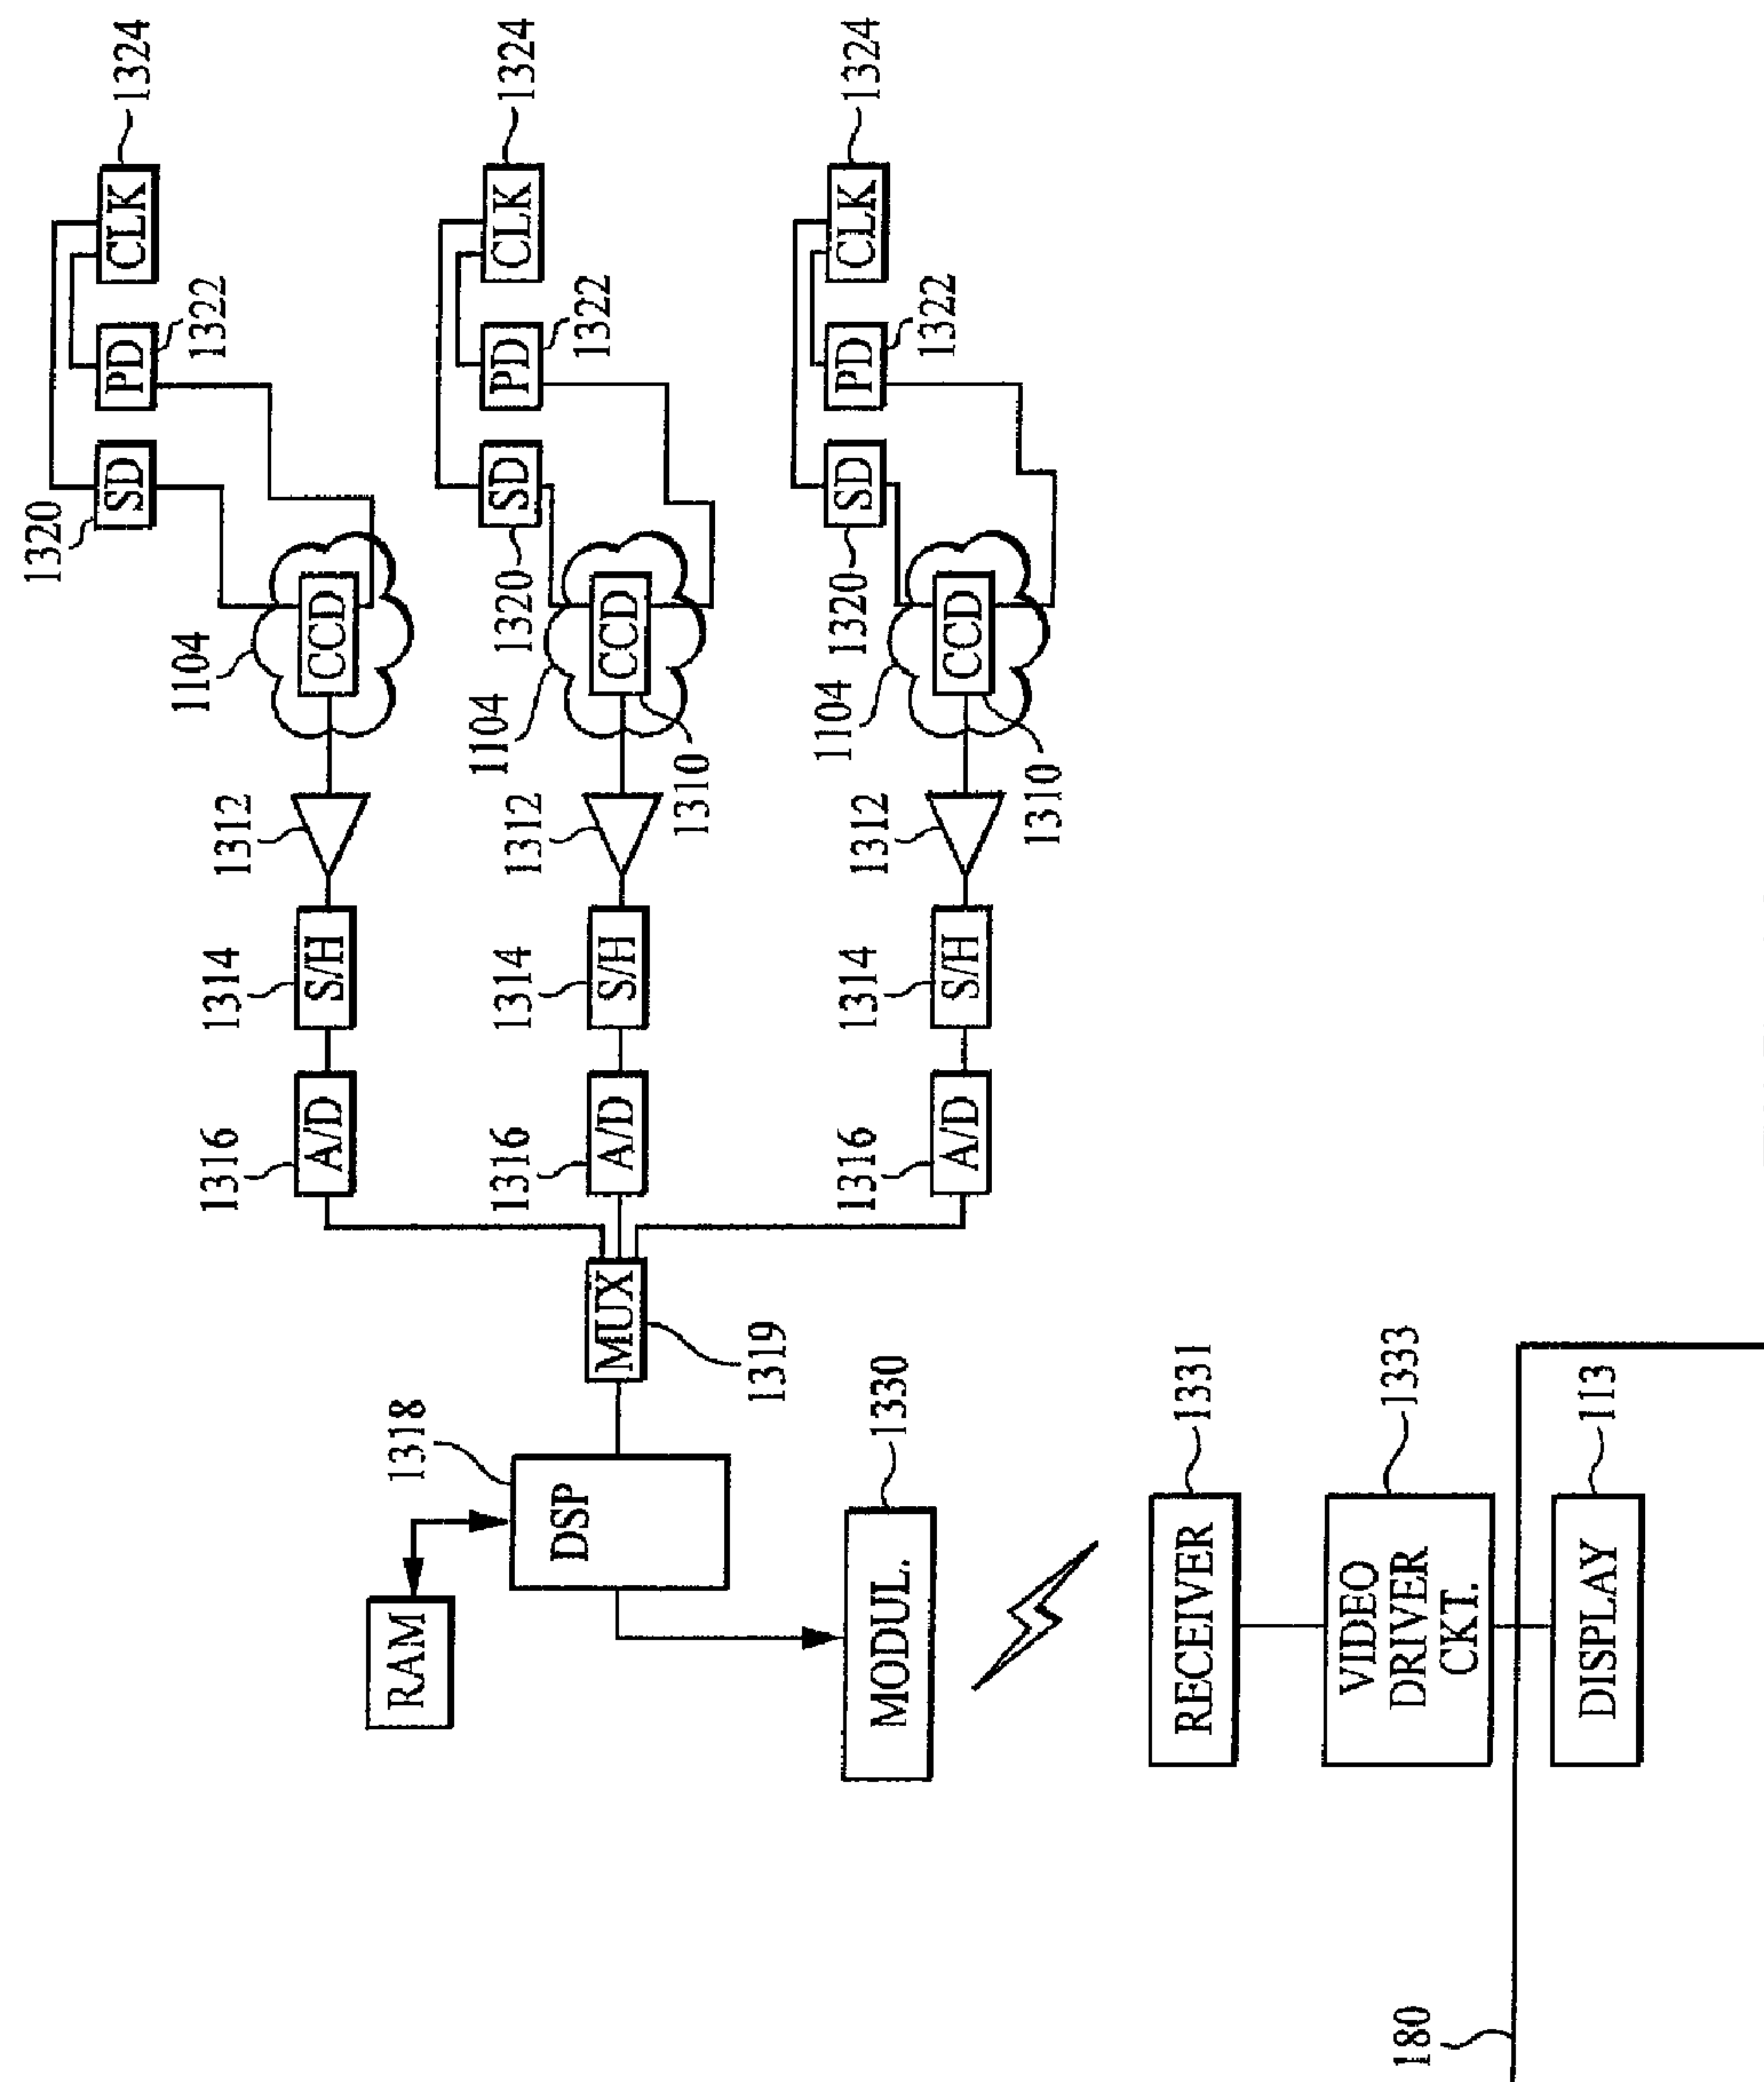 RAM
1318
DSP
MODUL.
1330
RECEIVER
1331
VIDEO
DRIVER
CKT.
1333
DISPLAY
113
180
MUX
1319
1316
A/D
1314
S/H
1312
1104
CCD
1320
SD
PD
1322
CLK
1324
1316
A/D
1314
S/H
1312
1310
1104
CCD
1320
SD
PD
1322
CLK
1324
1316
A/D
1314
S/H
1312
1310
1104
CCD
1320
SD
PD
1322
CLK
1324